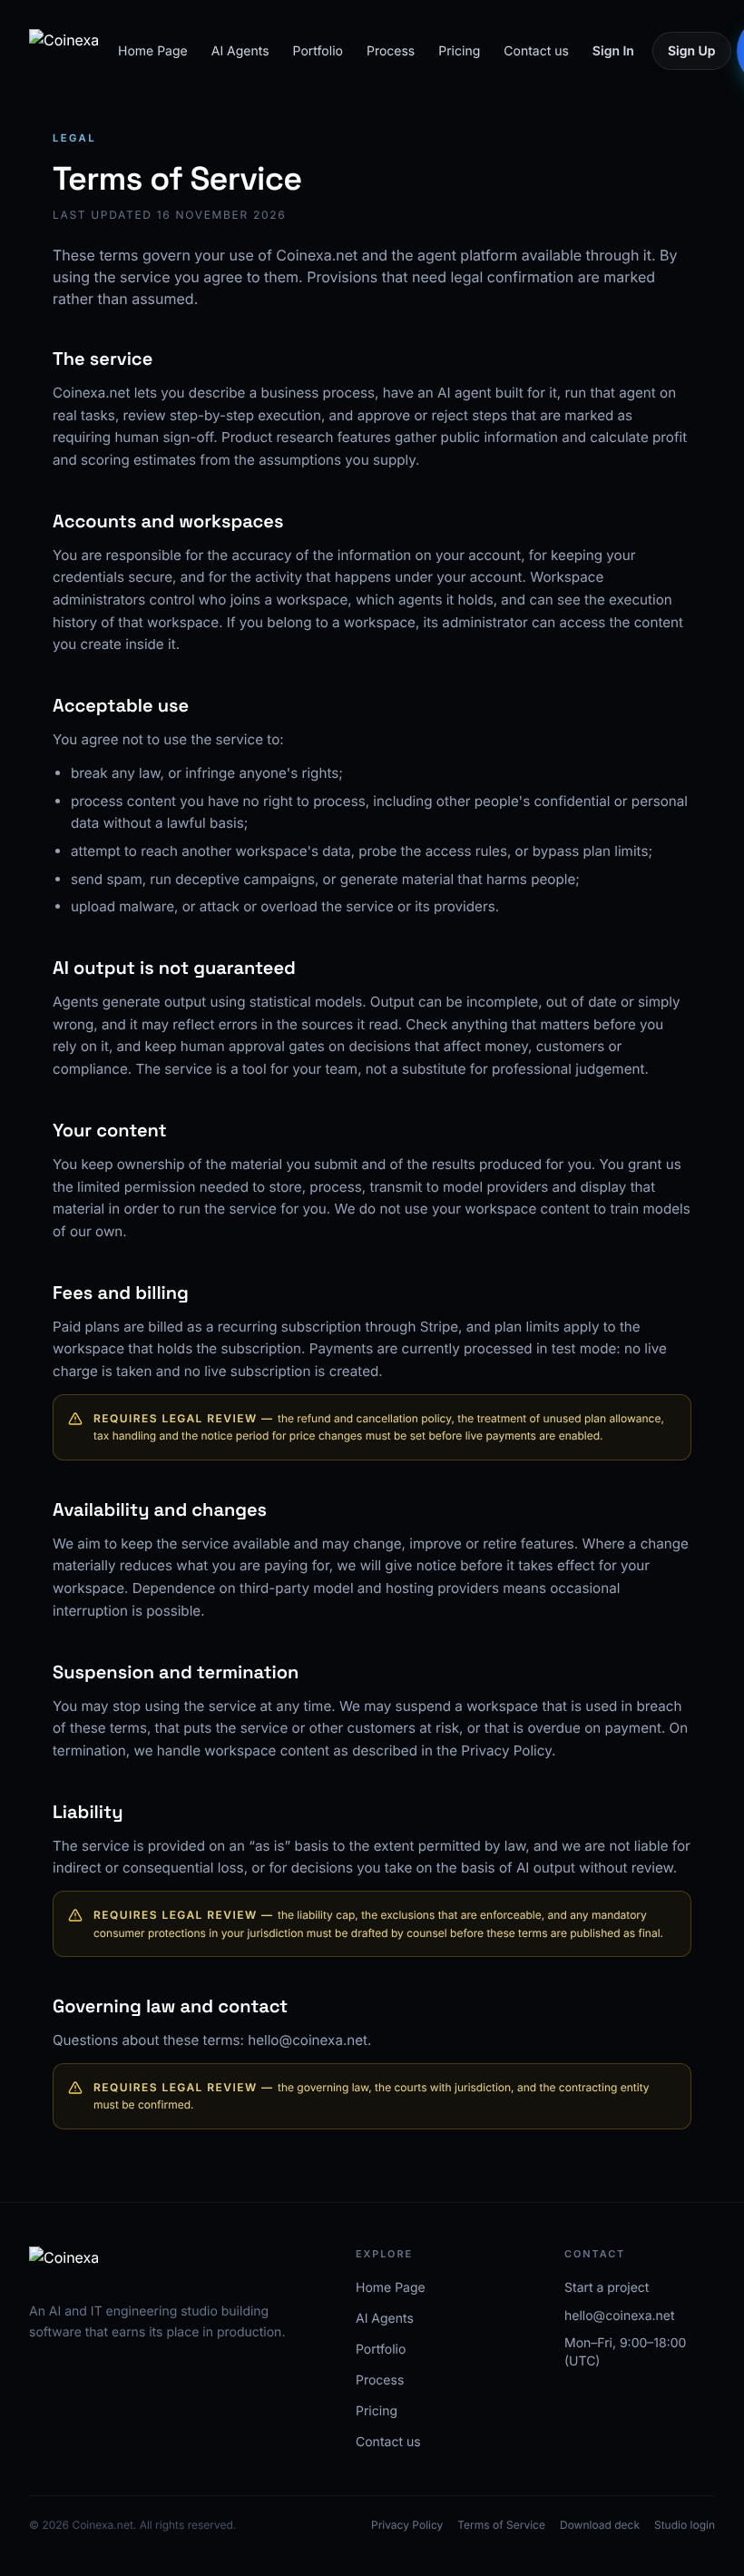 Coinexa
Home Page
AI Agents
Portfolio
Process
Pricing
Contact us
Sign In
Sign Up
LEGAL
Terms of Service
LAST UPDATED 16 NOVEMBER 2026
These terms govern your use of Coinexa.net and the agent platform available through it. By
using the service you agree to them. Provisions that need legal confirmation are marked
rather than assumed.
The service
Coinexa.net lets you describe a business process, have an AI agent built for it, run that agent on
real tasks, review step-by-step execution, and approve or reject steps that are marked as
requiring human sign-off. Product research features gather public information and calculate profit
and scoring estimates from the assumptions you supply.
Accounts and workspaces
You are responsible for the accuracy of the information on your account, for keeping your
credentials secure, and for the activity that happens under your account. Workspace
administrators control who joins a workspace, which agents it holds, and can see the execution
history of that workspace. If you belong to a workspace, its administrator can access the content
you create inside it.
Acceptable use
You agree not to use the service to:
• break any law, or infringe anyone's rights;
• process content you have no right to process, including other people's confidential or personal
data without a lawful basis;
• attempt to reach another workspace's data, probe the access rules, or bypass plan limits;
• send spam, run deceptive campaigns, or generate material that harms people;
• upload malware, or attack or overload the service or its providers.
AI output is not guaranteed
Agents generate output using statistical models. Output can be incomplete, out of date or simply
wrong, and it may reflect errors in the sources it read. Check anything that matters before you
rely on it, and keep human approval gates on decisions that affect money, customers or
compliance. The service is a tool for your team, not a substitute for professional judgement.
Your content
You keep ownership of the material you submit and of the results produced for you. You grant us
the limited permission needed to store, process, transmit to model providers and display that
material in order to run the service for you. We do not use your workspace content to train models
of our own.
Fees and billing
Paid plans are billed as a recurring subscription through Stripe, and plan limits apply to the
workspace that holds the subscription. Payments are currently processed in test mode: no live
charge is taken and no live subscription is created.
REQUIRES LEGAL REVIEW — the refund and cancellation policy, the treatment of unused plan allowance,
tax handling and the notice period for price changes must be set before live payments are enabled.
Availability and changes
We aim to keep the service available and may change, improve or retire features. Where a change
materially reduces what you are paying for, we will give notice before it takes effect for your
workspace. Dependence on third-party model and hosting providers means occasional
interruption is possible.
Suspension and termination
You may stop using the service at any time. We may suspend a workspace that is used in breach
of these terms, that puts the service or other customers at risk, or that is overdue on payment. On
termination, we handle workspace content as described in the Privacy Policy.
Liability
The service is provided on an “as is” basis to the extent permitted by law, and we are not liable for
indirect or consequential loss, or for decisions you take on the basis of AI output without review.
REQUIRES LEGAL REVIEW — the liability cap, the exclusions that are enforceable, and any mandatory
consumer protections in your jurisdiction must be drafted by counsel before these terms are published as final.
Governing law and contact
Questions about these terms: hello@coinexa.net.
REQUIRES LEGAL REVIEW — the governing law, the courts with jurisdiction, and the contracting entity
must be confirmed.
Coinexa
An AI and IT engineering studio building
software that earns its place in production.
EXPLORE
Home Page
AI Agents
Portfolio
Process
Pricing
Contact us
CONTACT
Start a project
hello@coinexa.net
Mon–Fri, 9:00–18:00
(UTC)
© 2026 Coinexa.net. All rights reserved.
Privacy Policy
Terms of Service
Download deck
Studio login